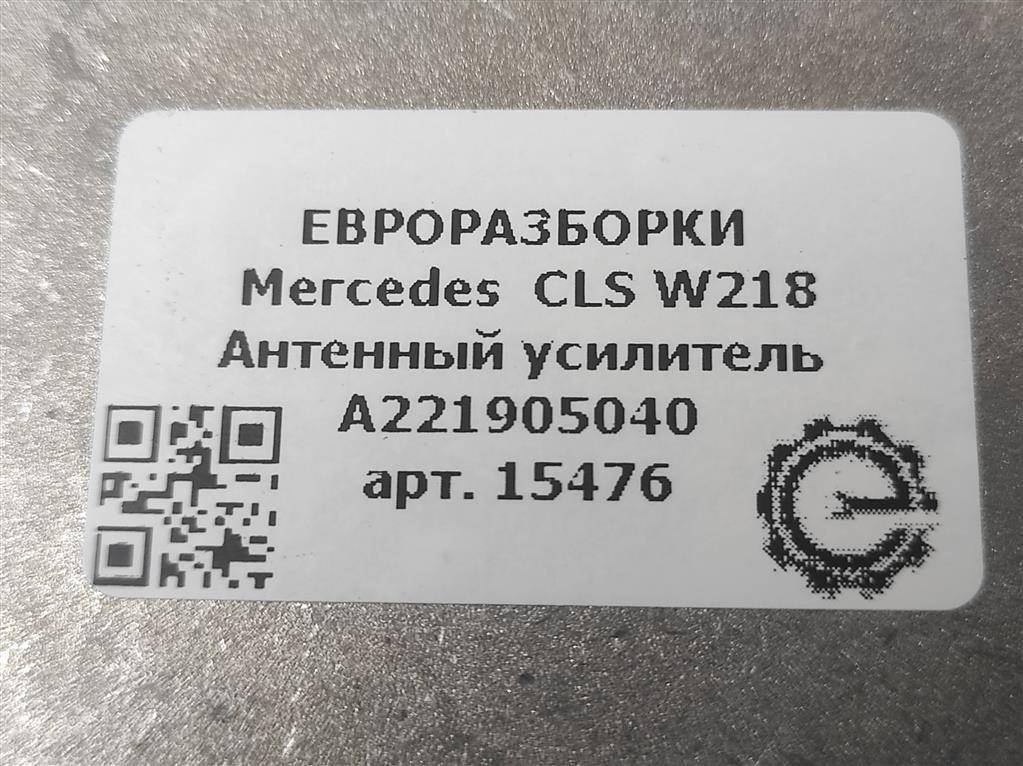 ЕВРОРАЗБОРКИ
Mercedes CLS W218
Антенный усилитель
A221905040
арт. 15476